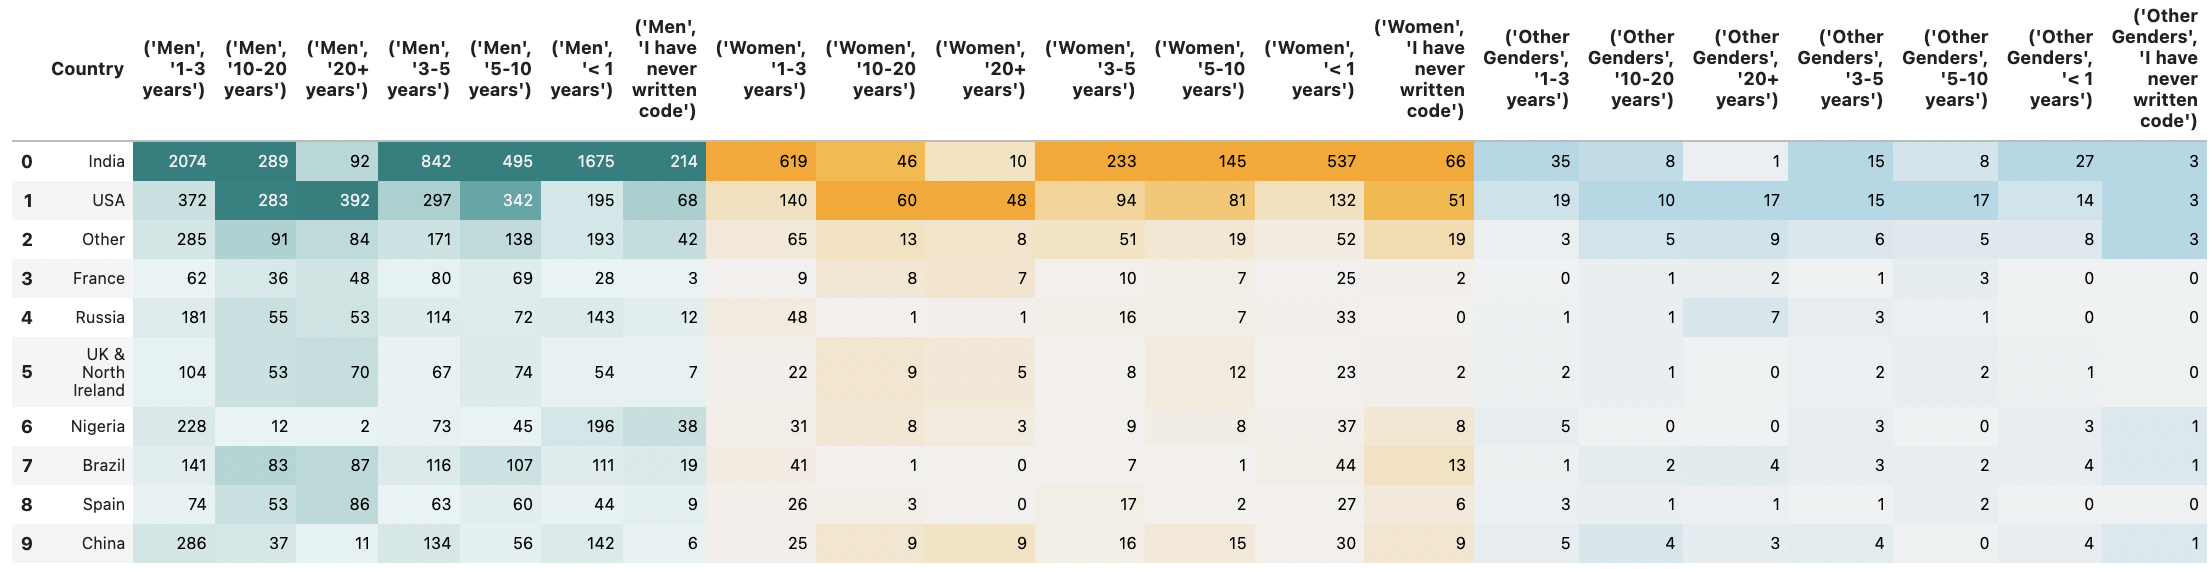 Country ('Men', '1-3 years') ('Men', '10-20 years') ('Men', '20+ years') ('Men', '3-5 years') ('Men', '5-10 years') ('Men', '< 1 years') ('Men', 'I have never written code') ('Women', '1-3 years') ('Women', '10-20 years') ('Women', '20+ years') ('Women', '3-5 years') ('Women', '5-10 years') ('Women', '< 1 years') ('Women', 'I have never written code') ('Other Genders', '1-3 years') ('Other Genders', '10-20 years') ('Other Genders', '20+ years') ('Other Genders', '3-5 years') ('Other Genders', '5-10 years') ('Other Genders', '< 1 years') ('Other Genders', 'I have never written code')
0 India 2074 289 92 842 495 1675 214 619 46 10 233 145 537 66 35 8 1 15 8 27 3
1 USA 372 283 392 297 342 195 68 140 60 48 94 81 132 51 19 10 17 15 17 14 3
2 Other 285 91 84 171 138 193 42 65 13 8 51 19 52 19 3 5 9 6 5 8 3
3 France 62 36 48 80 69 28 3 9 8 7 10 7 25 2 0 1 2 1 3 0 0
4 Russia 181 55 53 114 72 143 12 48 1 1 16 7 33 0 1 1 7 3 1 0 0
5 UK & North Ireland 104 53 70 67 74 54 7 22 9 5 8 12 23 2 2 1 0 2 2 1 0
6 Nigeria 228 12 2 73 45 196 38 31 8 3 9 8 37 8 5 0 0 3 0 3 1
7 Brazil 141 83 87 116 107 111 19 41 1 0 7 1 44 13 1 2 4 3 2 4 1
8 Spain 74 53 86 63 60 44 9 26 3 0 17 2 27 6 3 1 1 1 2 0 0
9 China 286 37 11 134 56 142 6 25 9 9 16 15 30 9 5 4 3 4 0 4 1